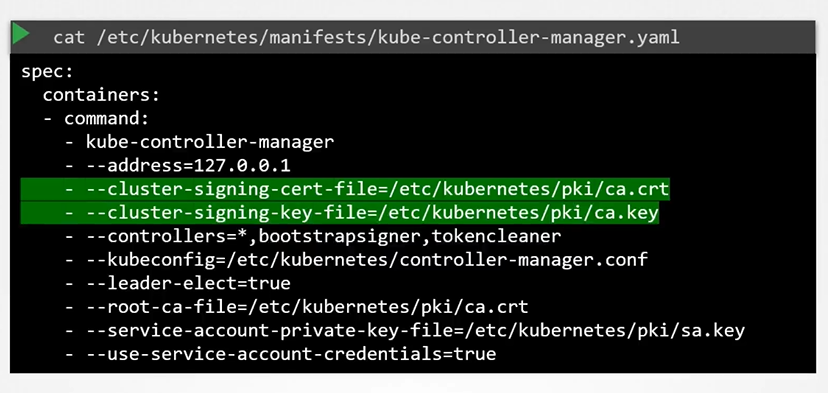 cat /etc/kubernetes/manifests/kube-controller-manager.yaml
spec:
containers:
- command:
- kube-controller-manager
- --address=127.0.0.1
- --cluster-signing-cert-file=/etc/kubernetes/pki/ca.crt
- --cluster-signing-key-file=/etc/kubernetes/pki/ca.key
- --controllers=*,bootstrapsigner,tokencleaner
- --kubeconfig=/etc/kubernetes/controller-manager.conf
- --leader-elect=true
- --root-ca-file=/etc/kubernetes/pki/ca.crt
- --service-account-private-key-file=/etc/kubernetes/pki/sa.key
- --use-service-account-credentials=true